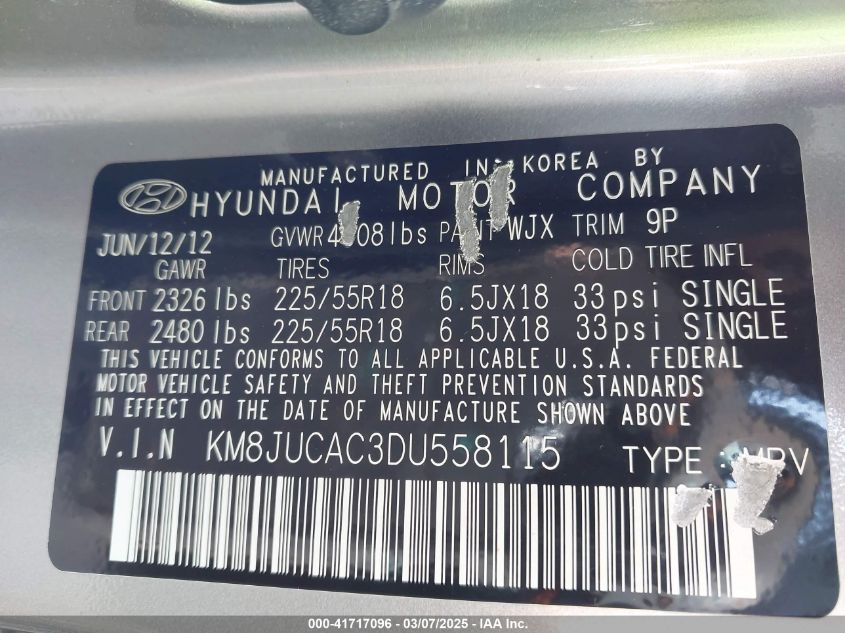 MANUFACTURED IN KOREA BY
HYUNDAI MOTOR COMPANY
JUN/12/12 GVWR lbs PAINT WJX TRIM 9P
GAWR TIRES RIMS COLD TIRE INFL
FRONT 2326 lbs 225/55R18 6.5JX18 33psi SINGLE
REAR 2480 lbs 225/55R18 6.5JX18 33psi SINGLE
THIS VEHICLE CONFORMS TO ALL APPLICABLE U.S.A. FEDERAL
MOTOR VEHICLE SAFETY AND THEFT PREVENTION STANDARDS
IN EFFECT ON THE DATE OF MANUFACTURE SHOWN ABOVE
V.I.N KM8JUCAC3DU558115 TYPE : MPV
000-41717096 - 03/07/2025 - IAA, Inc.